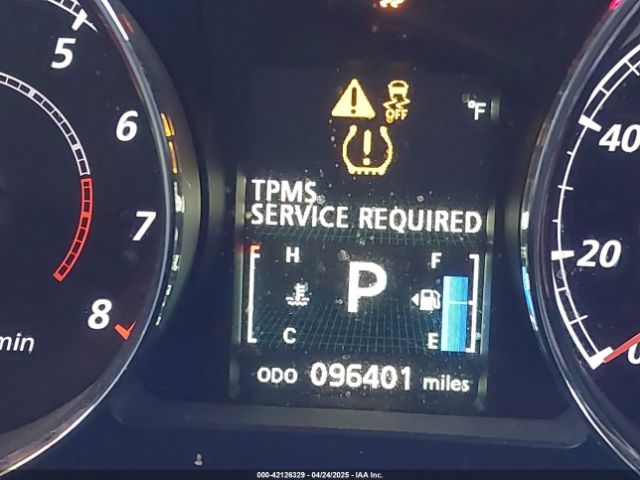 5
6
7
8
min
OFF
°F
TPMS
SERVICE REQUIRED
H
F
P
C
E
ODO 096401 miles
40
20
0
000-42126329 - 04/24/2025 - IAA Inc.